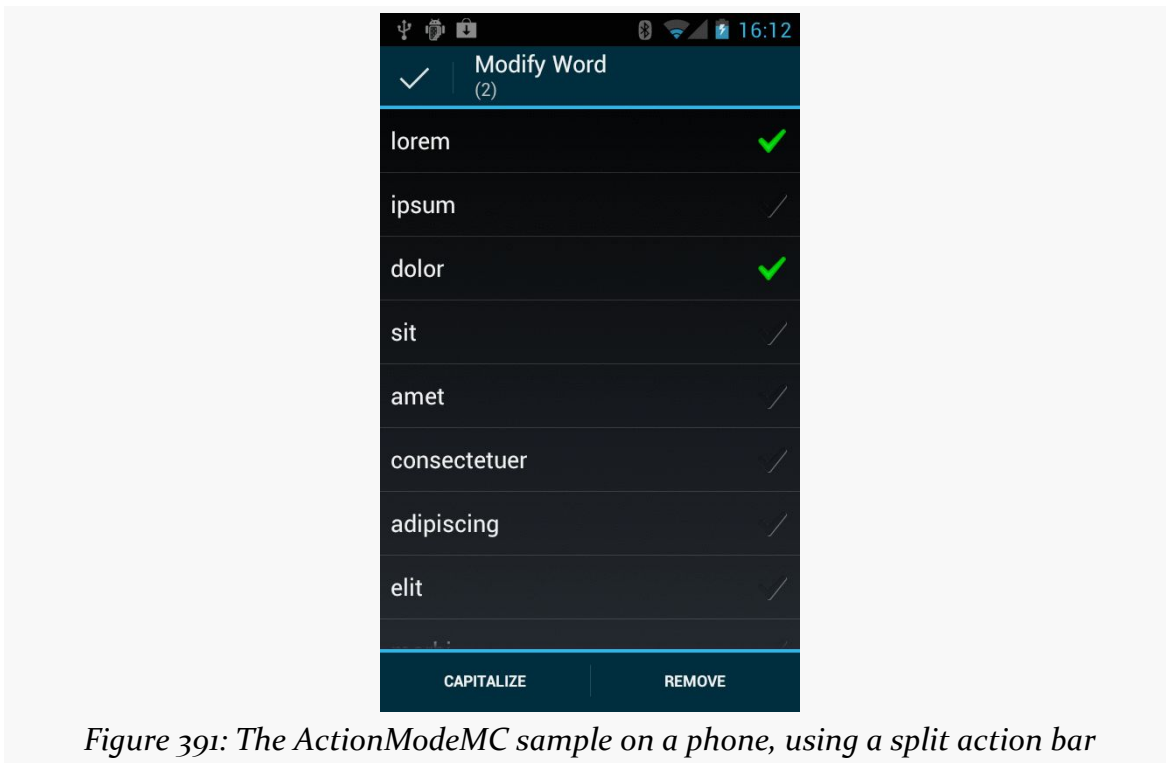 16:12
Modify Word
(2)
lorem
ipsum
dolor
sit
amet
consectetuer
adipiscing
elit
CAPITALIZE REMOVE
Figure 391: The ActionModeMC sample on a phone, using a split action bar